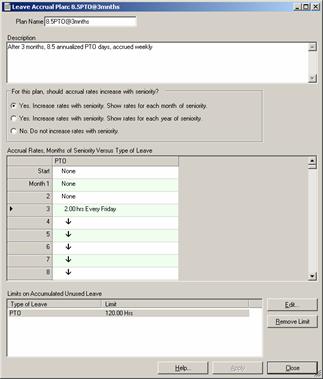 Leave Accrual Plan: 8.5PTO@3mnths
Plan Name 8.5PTO@3mnths
Description
After 3 months, 8.5 annualized PTO days, accrued weekly
For this plan, should accrual rates increase with seniority?
Yes. Increase rates with seniority. Show rates for each month of seniority.
Yes. Increase rates with seniority. Show rates for each year of seniority.
No. Do not increase rates with seniority.
Accrual Rates, Months of Seniority Versus Type of Leave
PTO
Start None
Month 1 None
2 None
3 2.00 hrs Every Friday
4
5
6
7
8
Limits on Accumulated Unused Leave
Type of Leave Limit
PTO 120.00 Hrs
Edit...
Remove Limit
Help... Apply Close